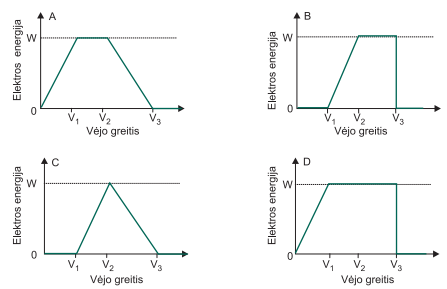 A
Elektros energija
W
0
V1 V2 V3
Vėjo greitis
B
Elektros energija
W
0
V1 V2 V3
Vėjo greitis
C
Elektros energija
W
0
V1 V2 V3
Vėjo greitis
D
Elektros energija
W
0
V1 V2 V3
Vėjo greitis